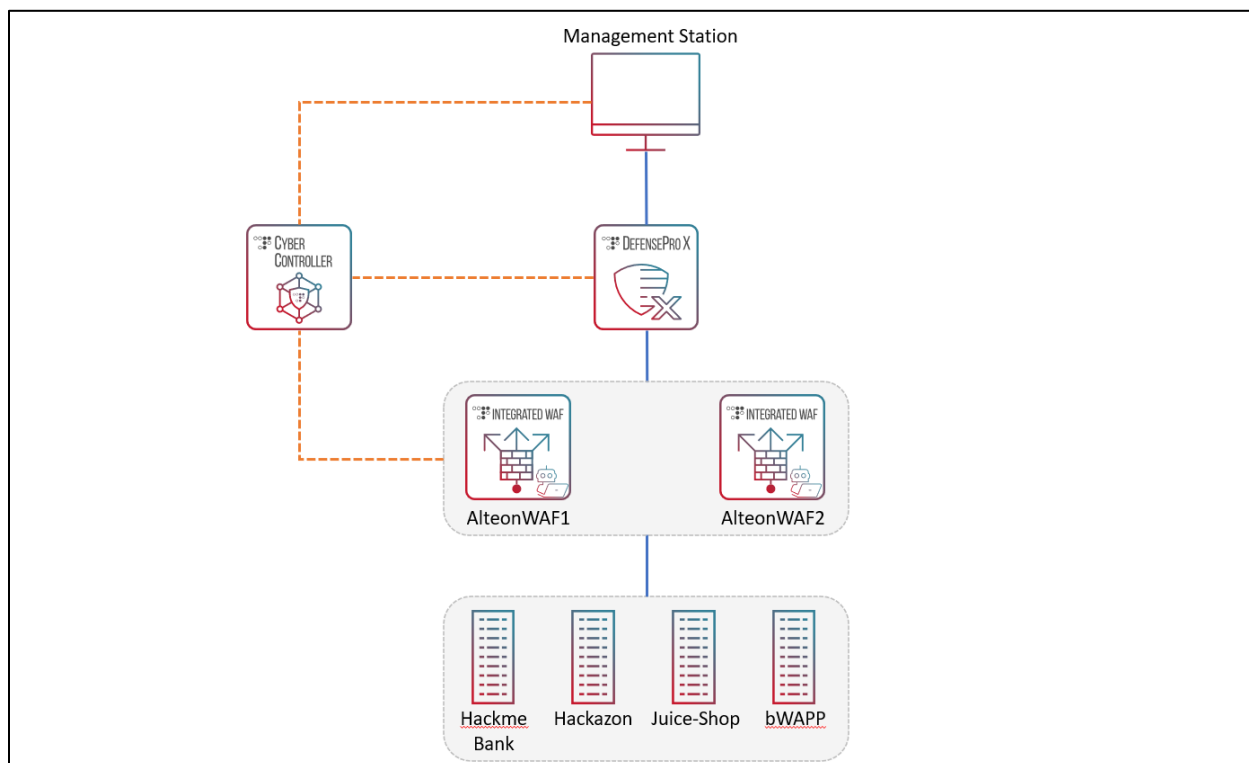 Management Station
CYBER
CONTROLLER
DEFENSEPRO X
X
INTEGRATED WAF
INTEGRATED WAF
AlteonWAF1
AlteonWAF2
Hackme
Bank
Hackazon
Juice-Shop
bWAPP